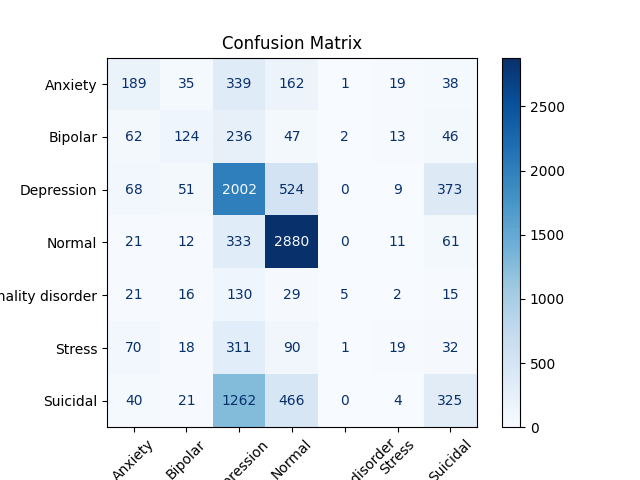 Confusion Matrix
Anxiety 189 35 339 162 1 19 38
Bipolar 62 124 236 47 2 13 46
Depression 68 51 2002 524 0 9 373
Normal 21 12 333 2880 0 11 61
nality disorder 21 16 130 29 5 2 15
Stress 70 18 311 90 1 19 32
Suicidal 40 21 1262 466 0 4 325
Anxiety Bipolar ression Normal disorder Stress Suicidal
2500
2000
1500
1000
500
0